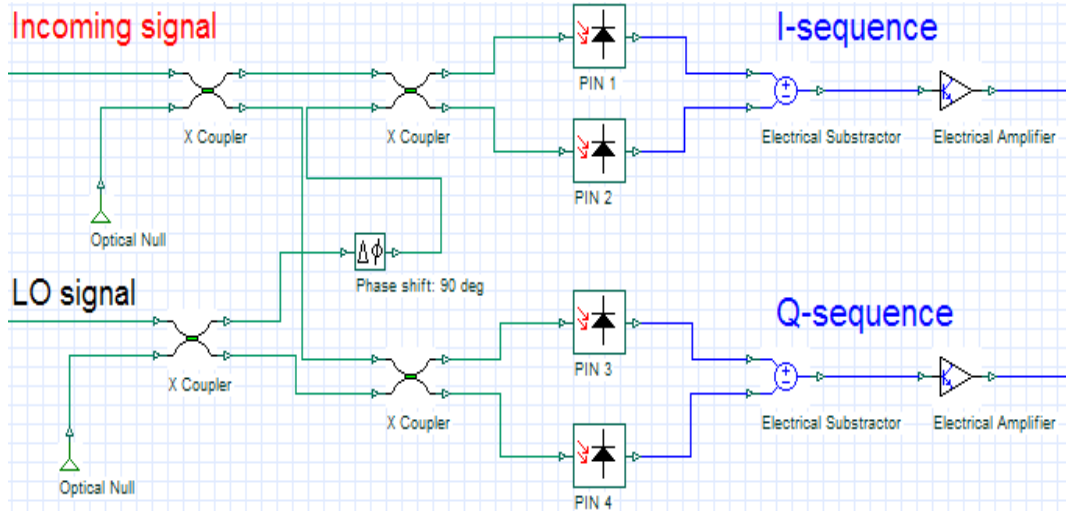 Incoming signal
I-sequence
PIN 1
X Coupler
X Coupler
Electrical Substractor
Electrical Amplifier
PIN 2
Optical Null
LO signal
Phase shift: 90 deg
Q-sequence
PIN 3
X Coupler
X Coupler
Electrical Substractor
Electrical Amplifier
Optical Null
PIN 4